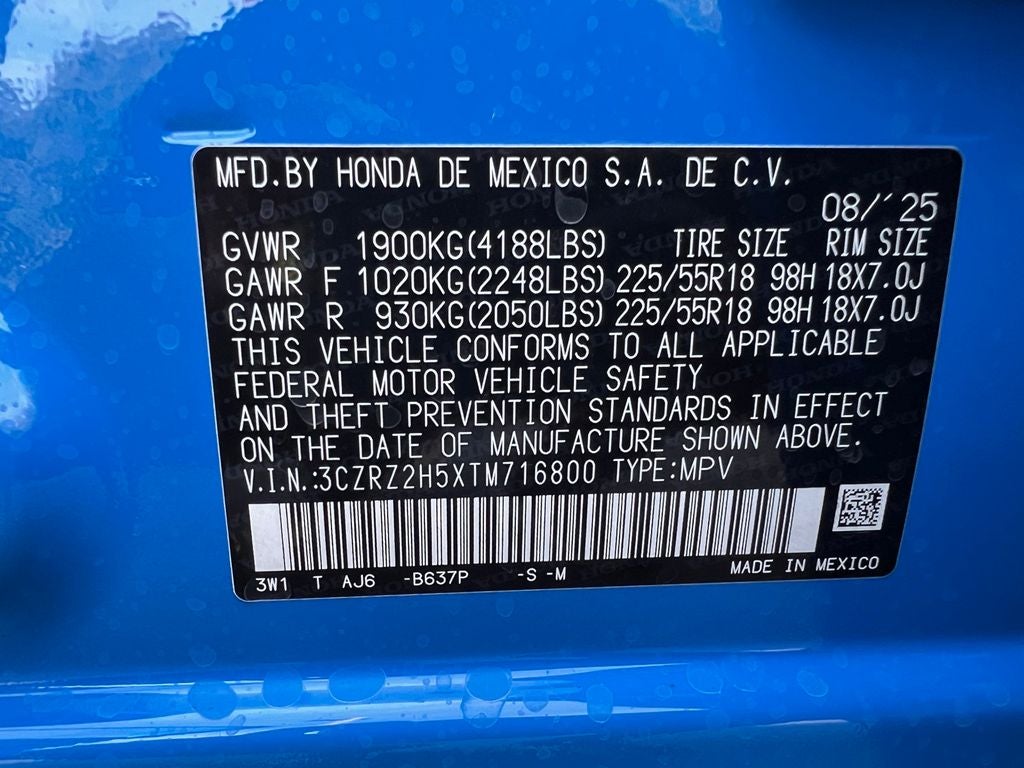 MFD.BY HONDA DE MEXICO S.A. DE C.V.
08/´25
GVWR 1900KG(4188LBS) TIRE SIZE RIM SIZE
GAWR F 1020KG(2248LBS) 225/55R18 98H 18X7.0J
GAWR R 930KG(2050LBS) 225/55R18 98H 18X7.0J
THIS VEHICLE CONFORMS TO ALL APPLICABLE
FEDERAL MOTOR VEHICLE SAFETY
AND THEFT PREVENTION STANDARDS IN EFFECT
ON THE DATE OF MANUFACTURE SHOWN ABOVE.
V.I.N.:3CZRZ2H5XTM716800 TYPE:MPV
3W1 T AJ6 -B637P -S -M MADE IN MEXICO